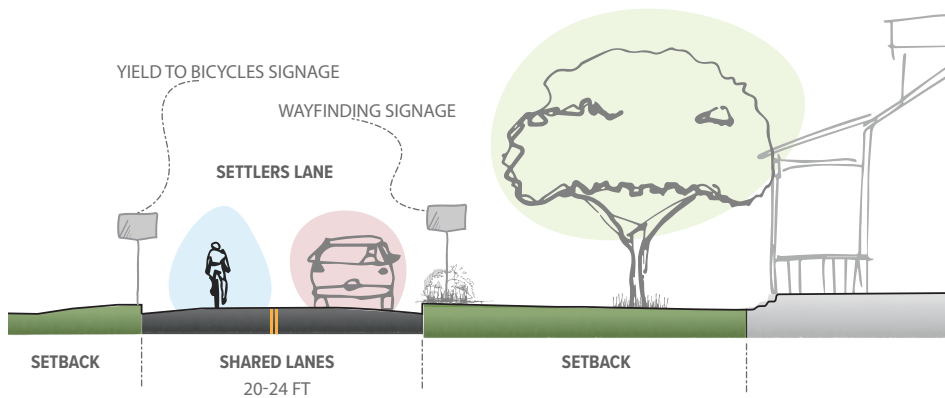 YIELD TO BICYCLES SIGNAGE
WAYFINDING SIGNAGE
SETTLERS LANE
SETBACK
SHARED LANES
SETBACK
20-24 FT